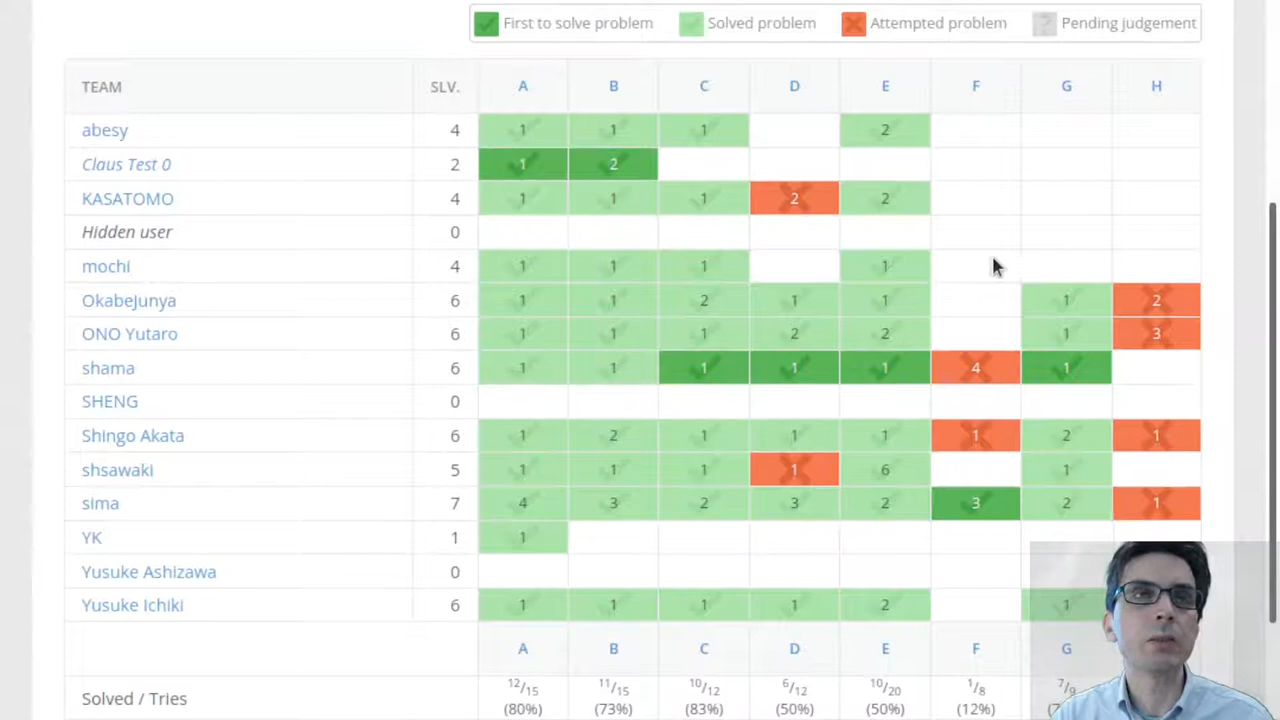 First to solve problem Solved problem Attempted problem Pending judgement
TEAM SLV. A B C D E F G H
abesy 4 1 1 1 2
Claus Test 0 2 1 2
KASATOMO 4 1 1 1 2 2
Hidden user 0
mochi 4 1 1 1 1
OkabeJunya 6 1 1 2 1 1 1 2
ONO Yutaro 6 1 1 1 2 2 1 3
shama 6 1 1 1 1 1 4 1
SHENG 0
Shingo Akata 6 1 2 1 1 1 1 2 1
shsawaki 5 1 1 1 1 6 1
sima 7 4 3 2 3 2 3 2 1
YK 1 1
Yusuke Ashizawa 0
Yusuke Ichiki 6 1 1 1 1 2 1
A B C D E F G
Solved / Tries 12/15 11/15 10/12 6/12 10/20 1/8 7/9
(80%) (73%) (83%) (50%) (50%) (12%)